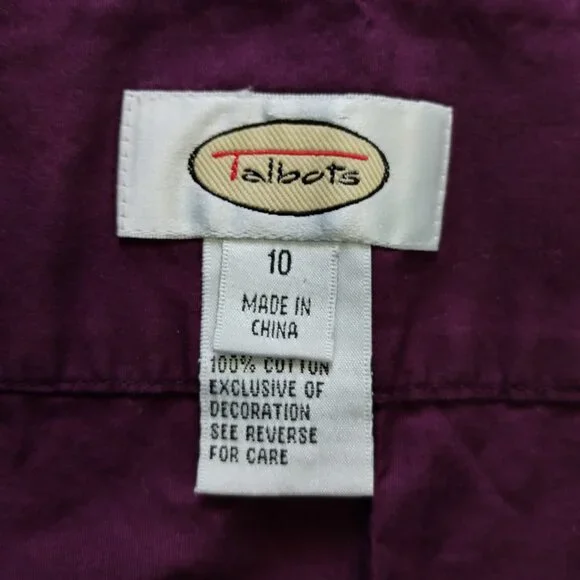 Talbots
10
MADE IN
CHINA
100% COTTON
EXCLUSIVE OF
DECORATION
SEE REVERSE
FOR CARE